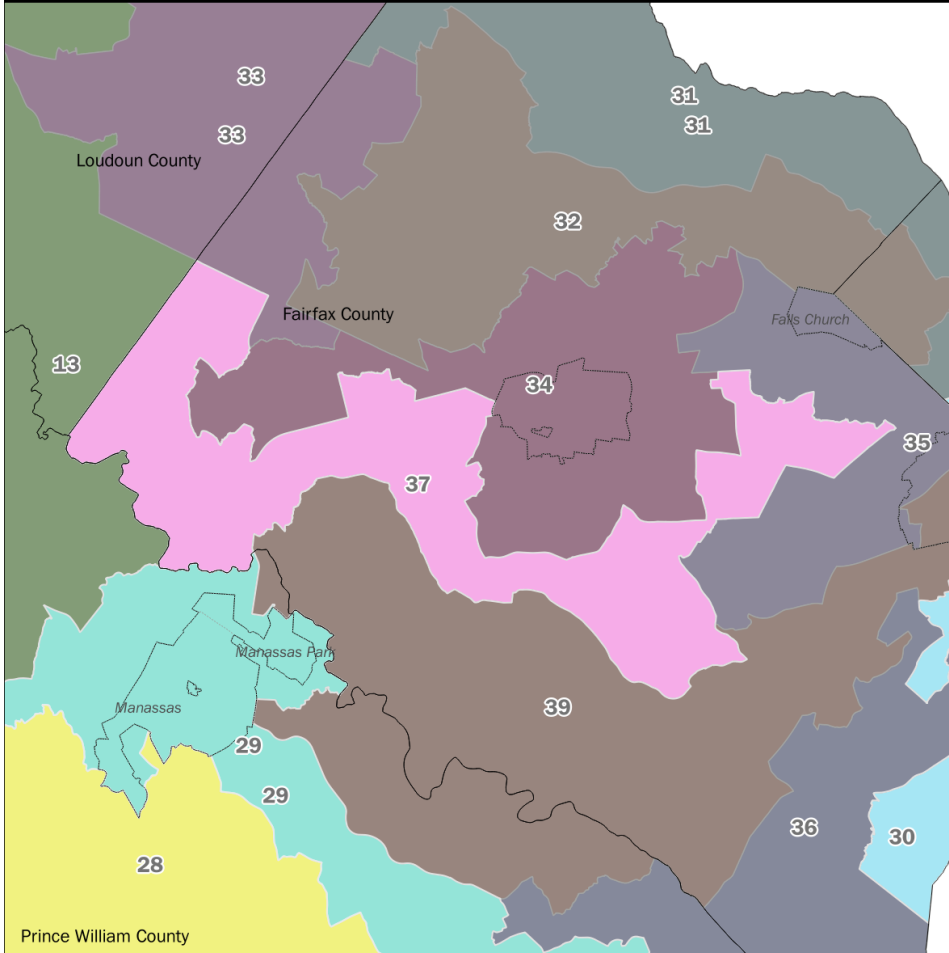 33
31
31
33
Loudoun County
32
Fairfax County
Falls Church
13
34
35
37
Manassas Park
Manassas
39
29
29
36
30
28
Prince William County